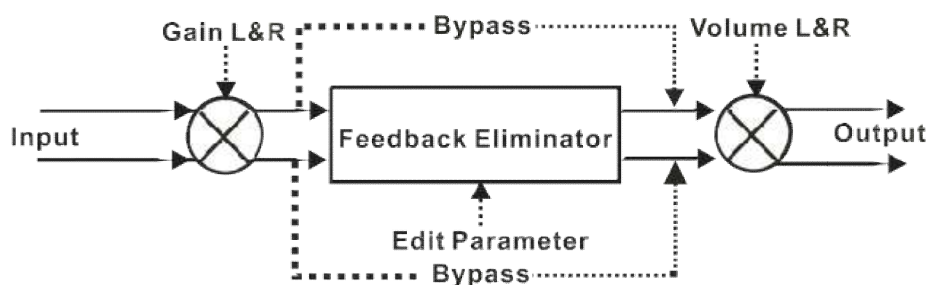 Bypass
Gain L&R
Volume L&R
Input
Feedback Eliminator
Output
Edit Parameter
Bypass